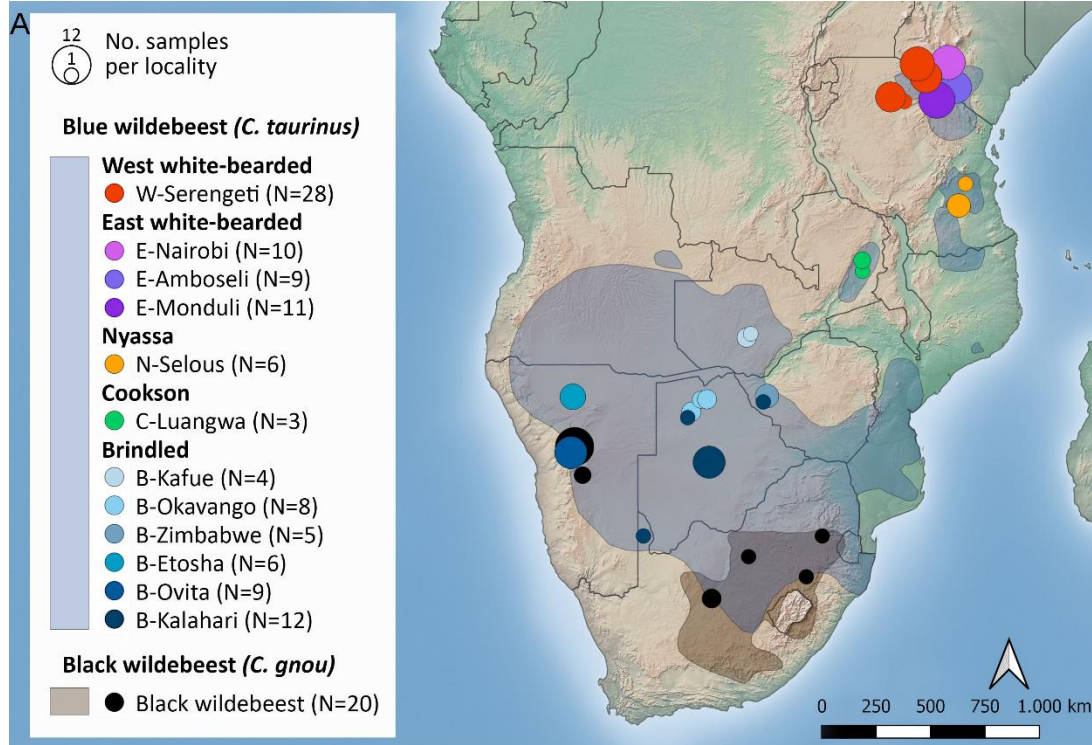 A
12
1
No. samples
per locality
Blue wildebeest (C. taurinus)
West white-bearded
W-Serengeti (N=28)
East white-bearded
E-Nairobi (N=10)
E-Amboseli (N=9)
E-Monduli (N=11)
Nyassa
N-Selous (N=6)
Cookson
C-Luangwa (N=3)
Brindled
B-Kafue (N=4)
B-Okavango (N=8)
B-Zimbabwe (N=5)
B-Etosha (N=6)
B-Ovita (N=9)
B-Kalahari (N=12)
Black wildebeest (C. gnou)
Black wildebeest (N=20)
0 250 500 750 1.000 km